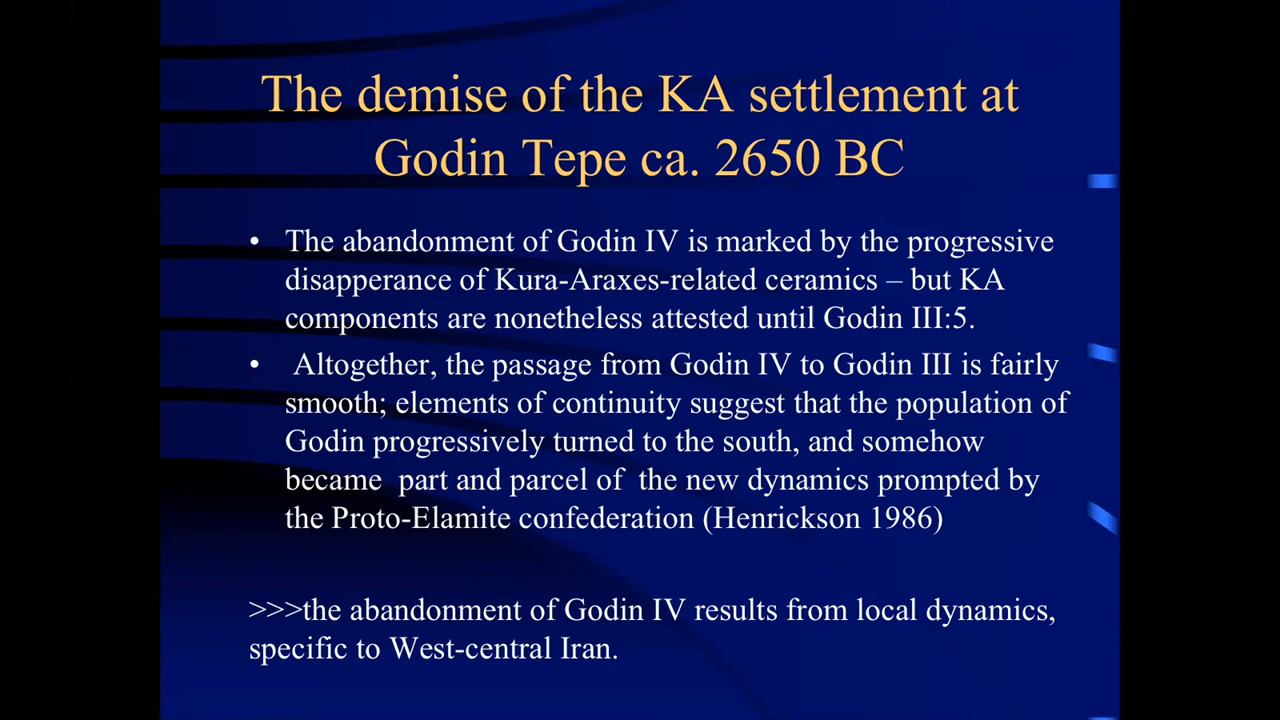 The demise of the KA settlement at
Godin Tepe ca. 2650 BC
• The abandonment of Godin IV is marked by the progressive
disapperance of Kura-Araxes-related ceramics – but KA
components are nonetheless attested until Godin III:5.
• Altogether, the passage from Godin IV to Godin III is fairly
smooth; elements of continuity suggest that the population of
Godin progressively turned to the south, and somehow
became part and parcel of the new dynamics prompted by
the Proto-Elamite confederation (Henrickson 1986)
>>>the abandonment of Godin IV results from local dynamics,
specific to West-central Iran.